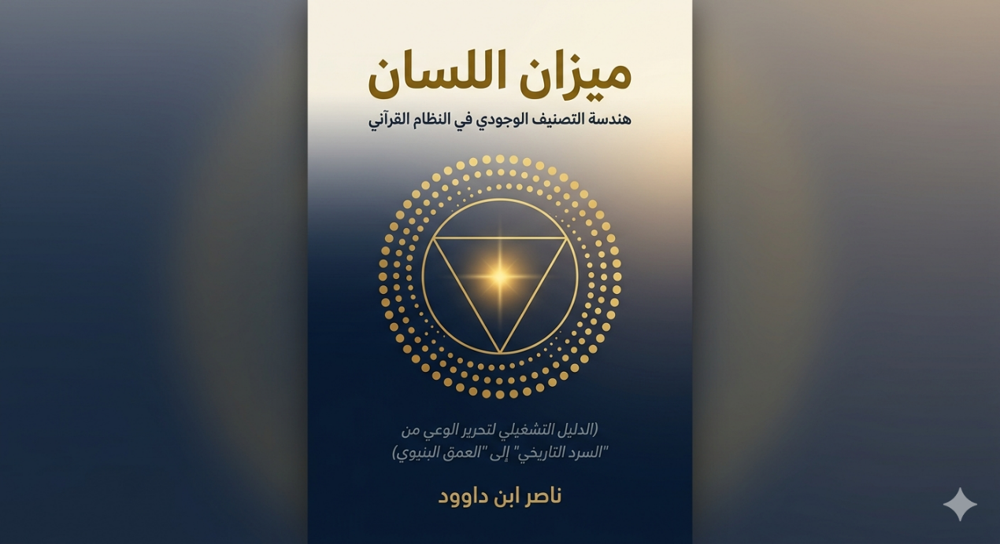 ميزان اللسان
هندسة التصنيف الوجودي في النظام القرآني
(الدليل التشغيلي لتحرير الوعي من
"السرد التاريخي" إلى "العمق البنيوي)
ناصر ابن داوود